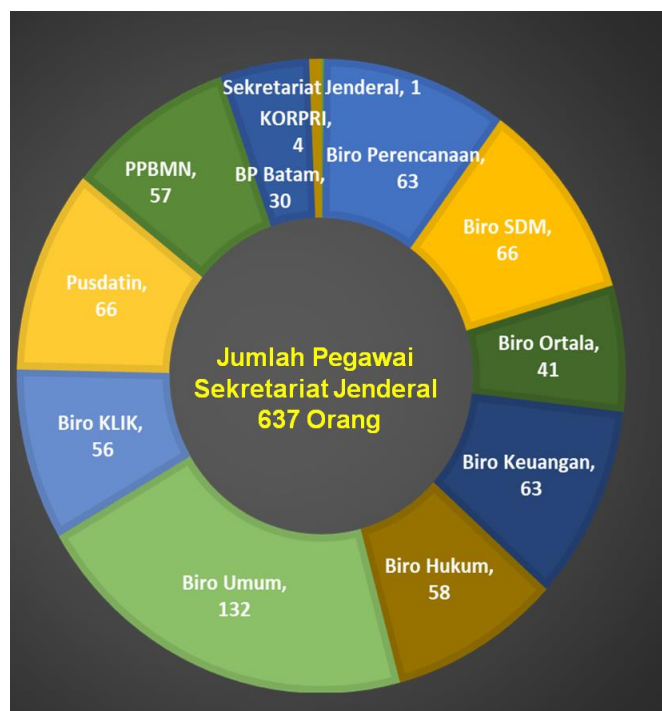 Sekretariat Jenderal, 1
KORPRI,
4
BP Batam,
30
Biro Perencanaan,
63
Biro SDM,
66
Biro Ortala,
41
Biro Keuangan,
63
Biro Hukum,
58
Biro Umum,
132
Biro KLIK,
56
Pusdatin,
66
PPBMN,
57
Jumlah Pegawai
Sekretariat Jenderal
637 Orang